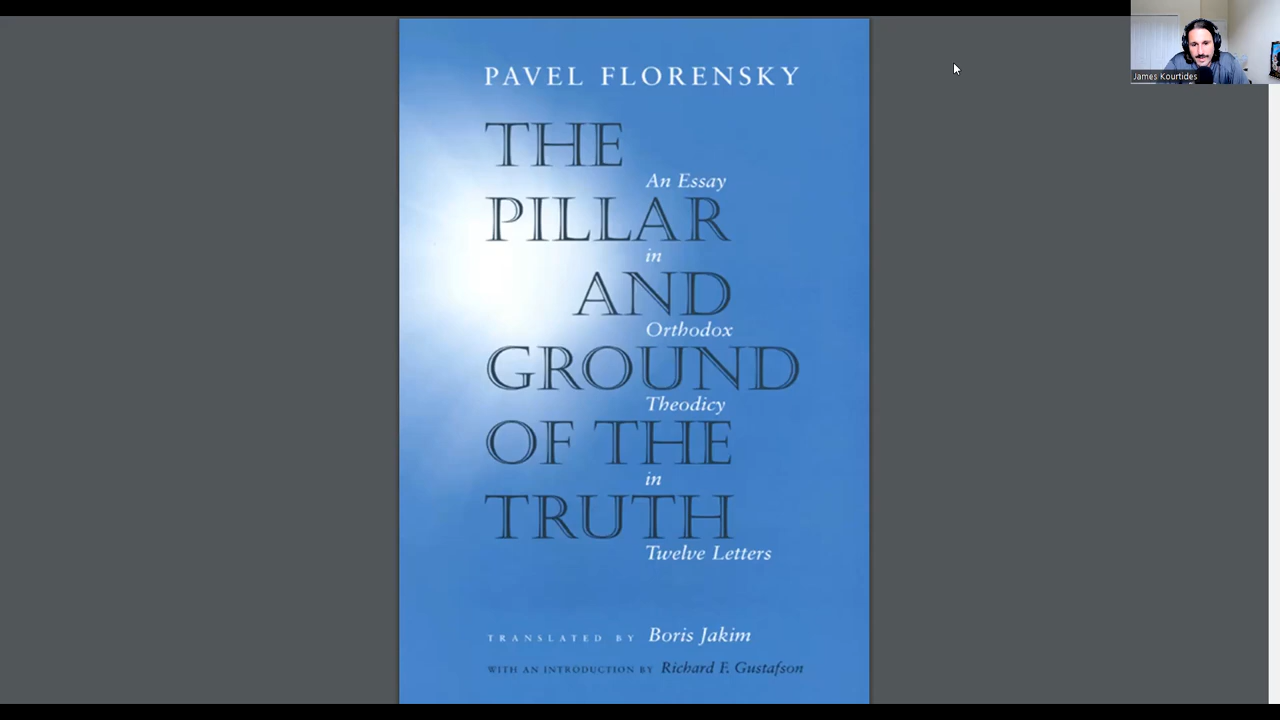 James Kourtides
PAVEL FLORENSKY
THE
An Essay
PILLAR
in
AND
Orthodox
GROUND
Theodicy
OF THE
in
TRUTH
Twelve Letters
TRANSLATED BY Boris Jakim
WITH AN INTRODUCTION BY Richard F. Gustafson